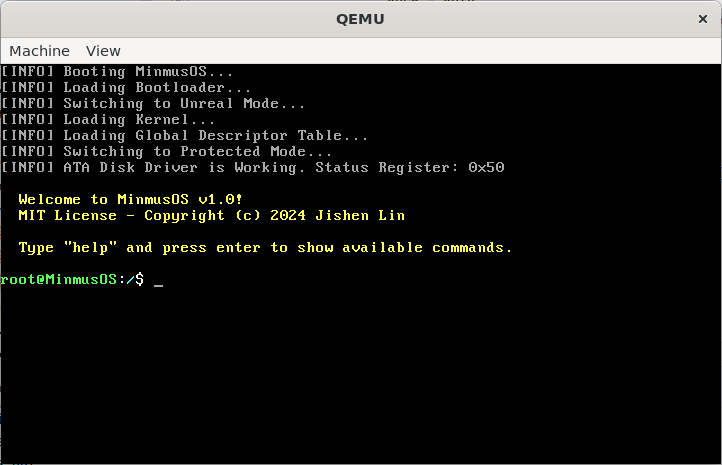 QEMU
Machine View
[INFO] Booting MinmusOS...
[INFO] Loading Bootloader...
[INFO] Switching to Unreal Mode...
[INFO] Loading Kernel...
[INFO] Loading Global Descriptor Table...
[INFO] Switching to Protected Mode...
[INFO] ATA Disk Driver is Working. Status Register: 0x50
Welcome to MinmusOS v1.0!
MIT License - Copyright (c) 2024 Jishen Lin
Type "help" and press enter to show available commands.
root@MinmusOS:/$ _